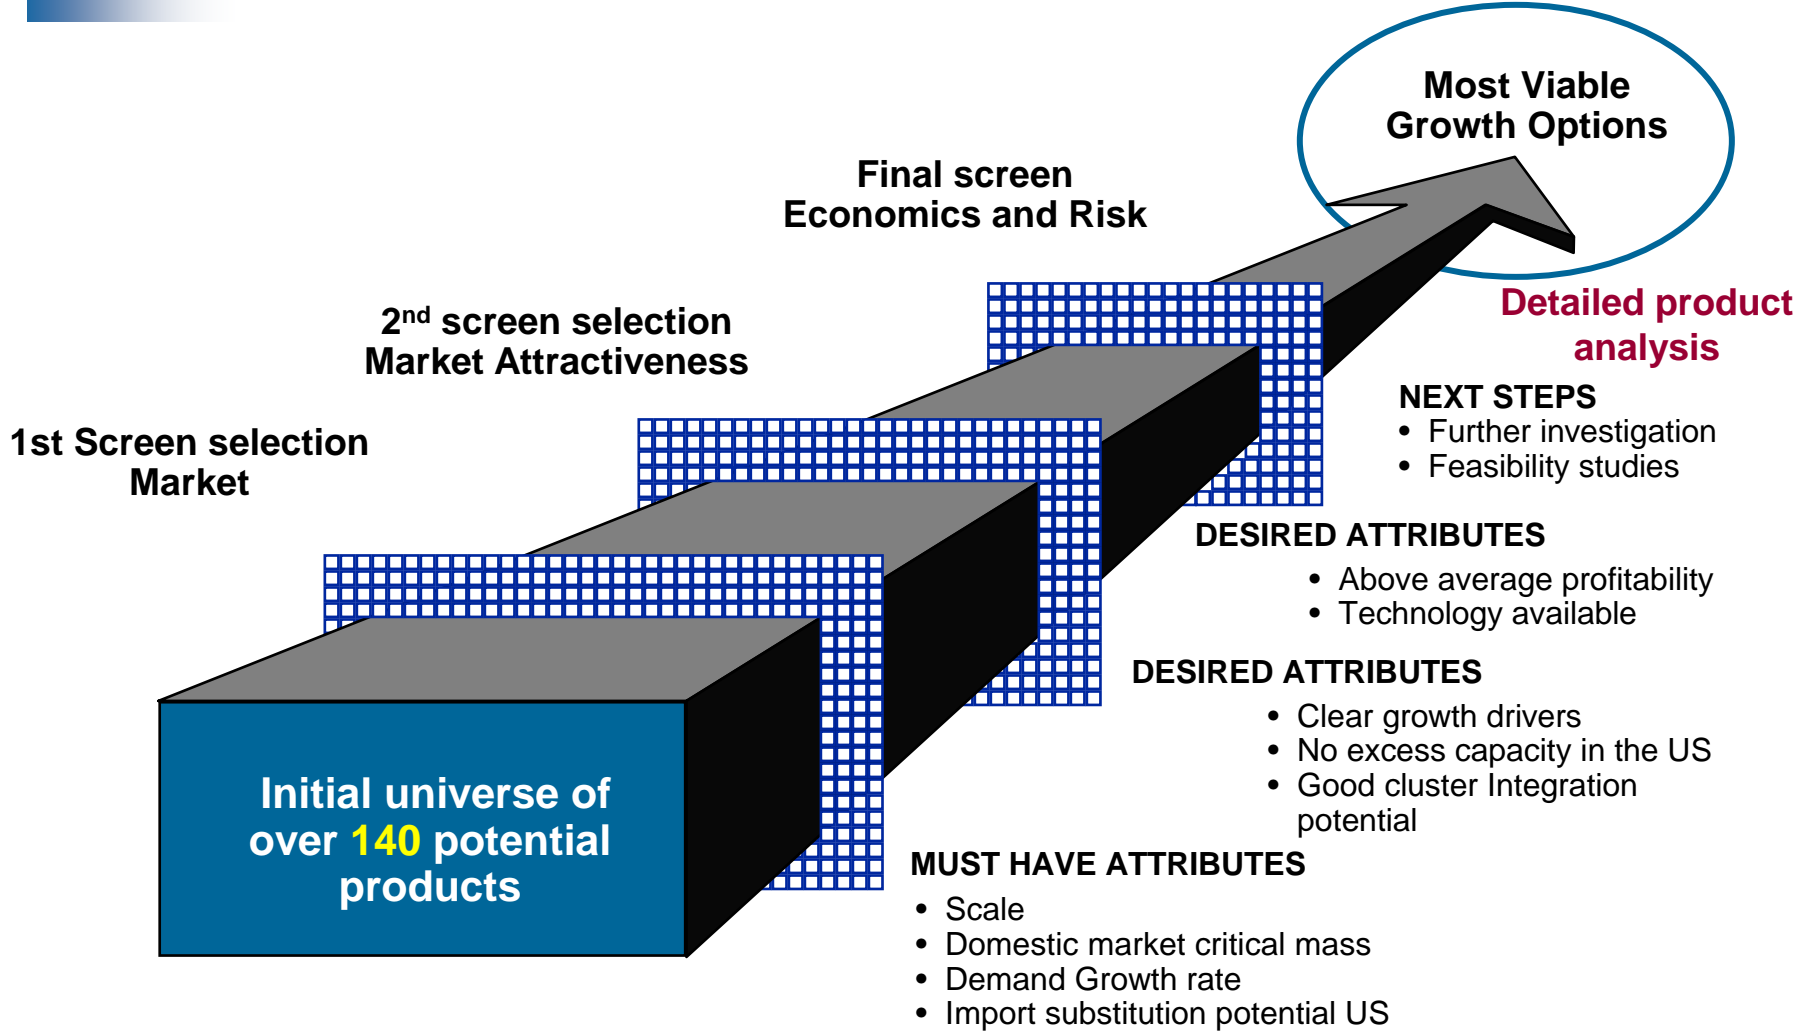 Most Viable
Growth Options
Final screen
Economics and Risk
2nd screen selection
Market Attractiveness
1st Screen selection
Market
Detailed product
analysis
NEXT STEPS
• Further investigation
• Feasibility studies
DESIRED ATTRIBUTES
• Above average profitability
• Technology available
DESIRED ATTRIBUTES
• Clear growth drivers
• No excess capacity in the US
• Good cluster Integration
potential
Initial universe of
over 140 potential
products
MUST HAVE ATTRIBUTES
• Scale
• Domestic market critical mass
• Demand Growth rate
• Import substitution potential US